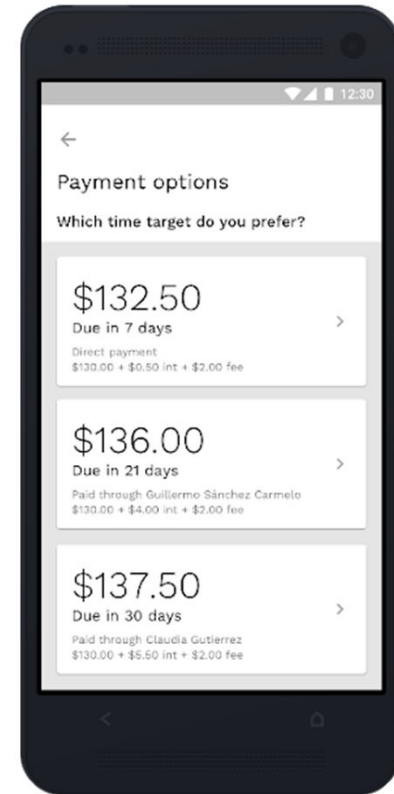 12:30
Payment options
Which time target do you prefer?
$132.50
Due in 7 days
Direct payment
$130.00 + $0.50 int + $2.00 fee
$136.00
Due in 21 days
Paid through Guillermo Sánchez Carmelo
$130.00 + $4.00 int + $2.00 fee
$137.50
Due in 30 days
Paid through Claudia Gutierrez
$130.00 + $5.50 int + $2.00 fee